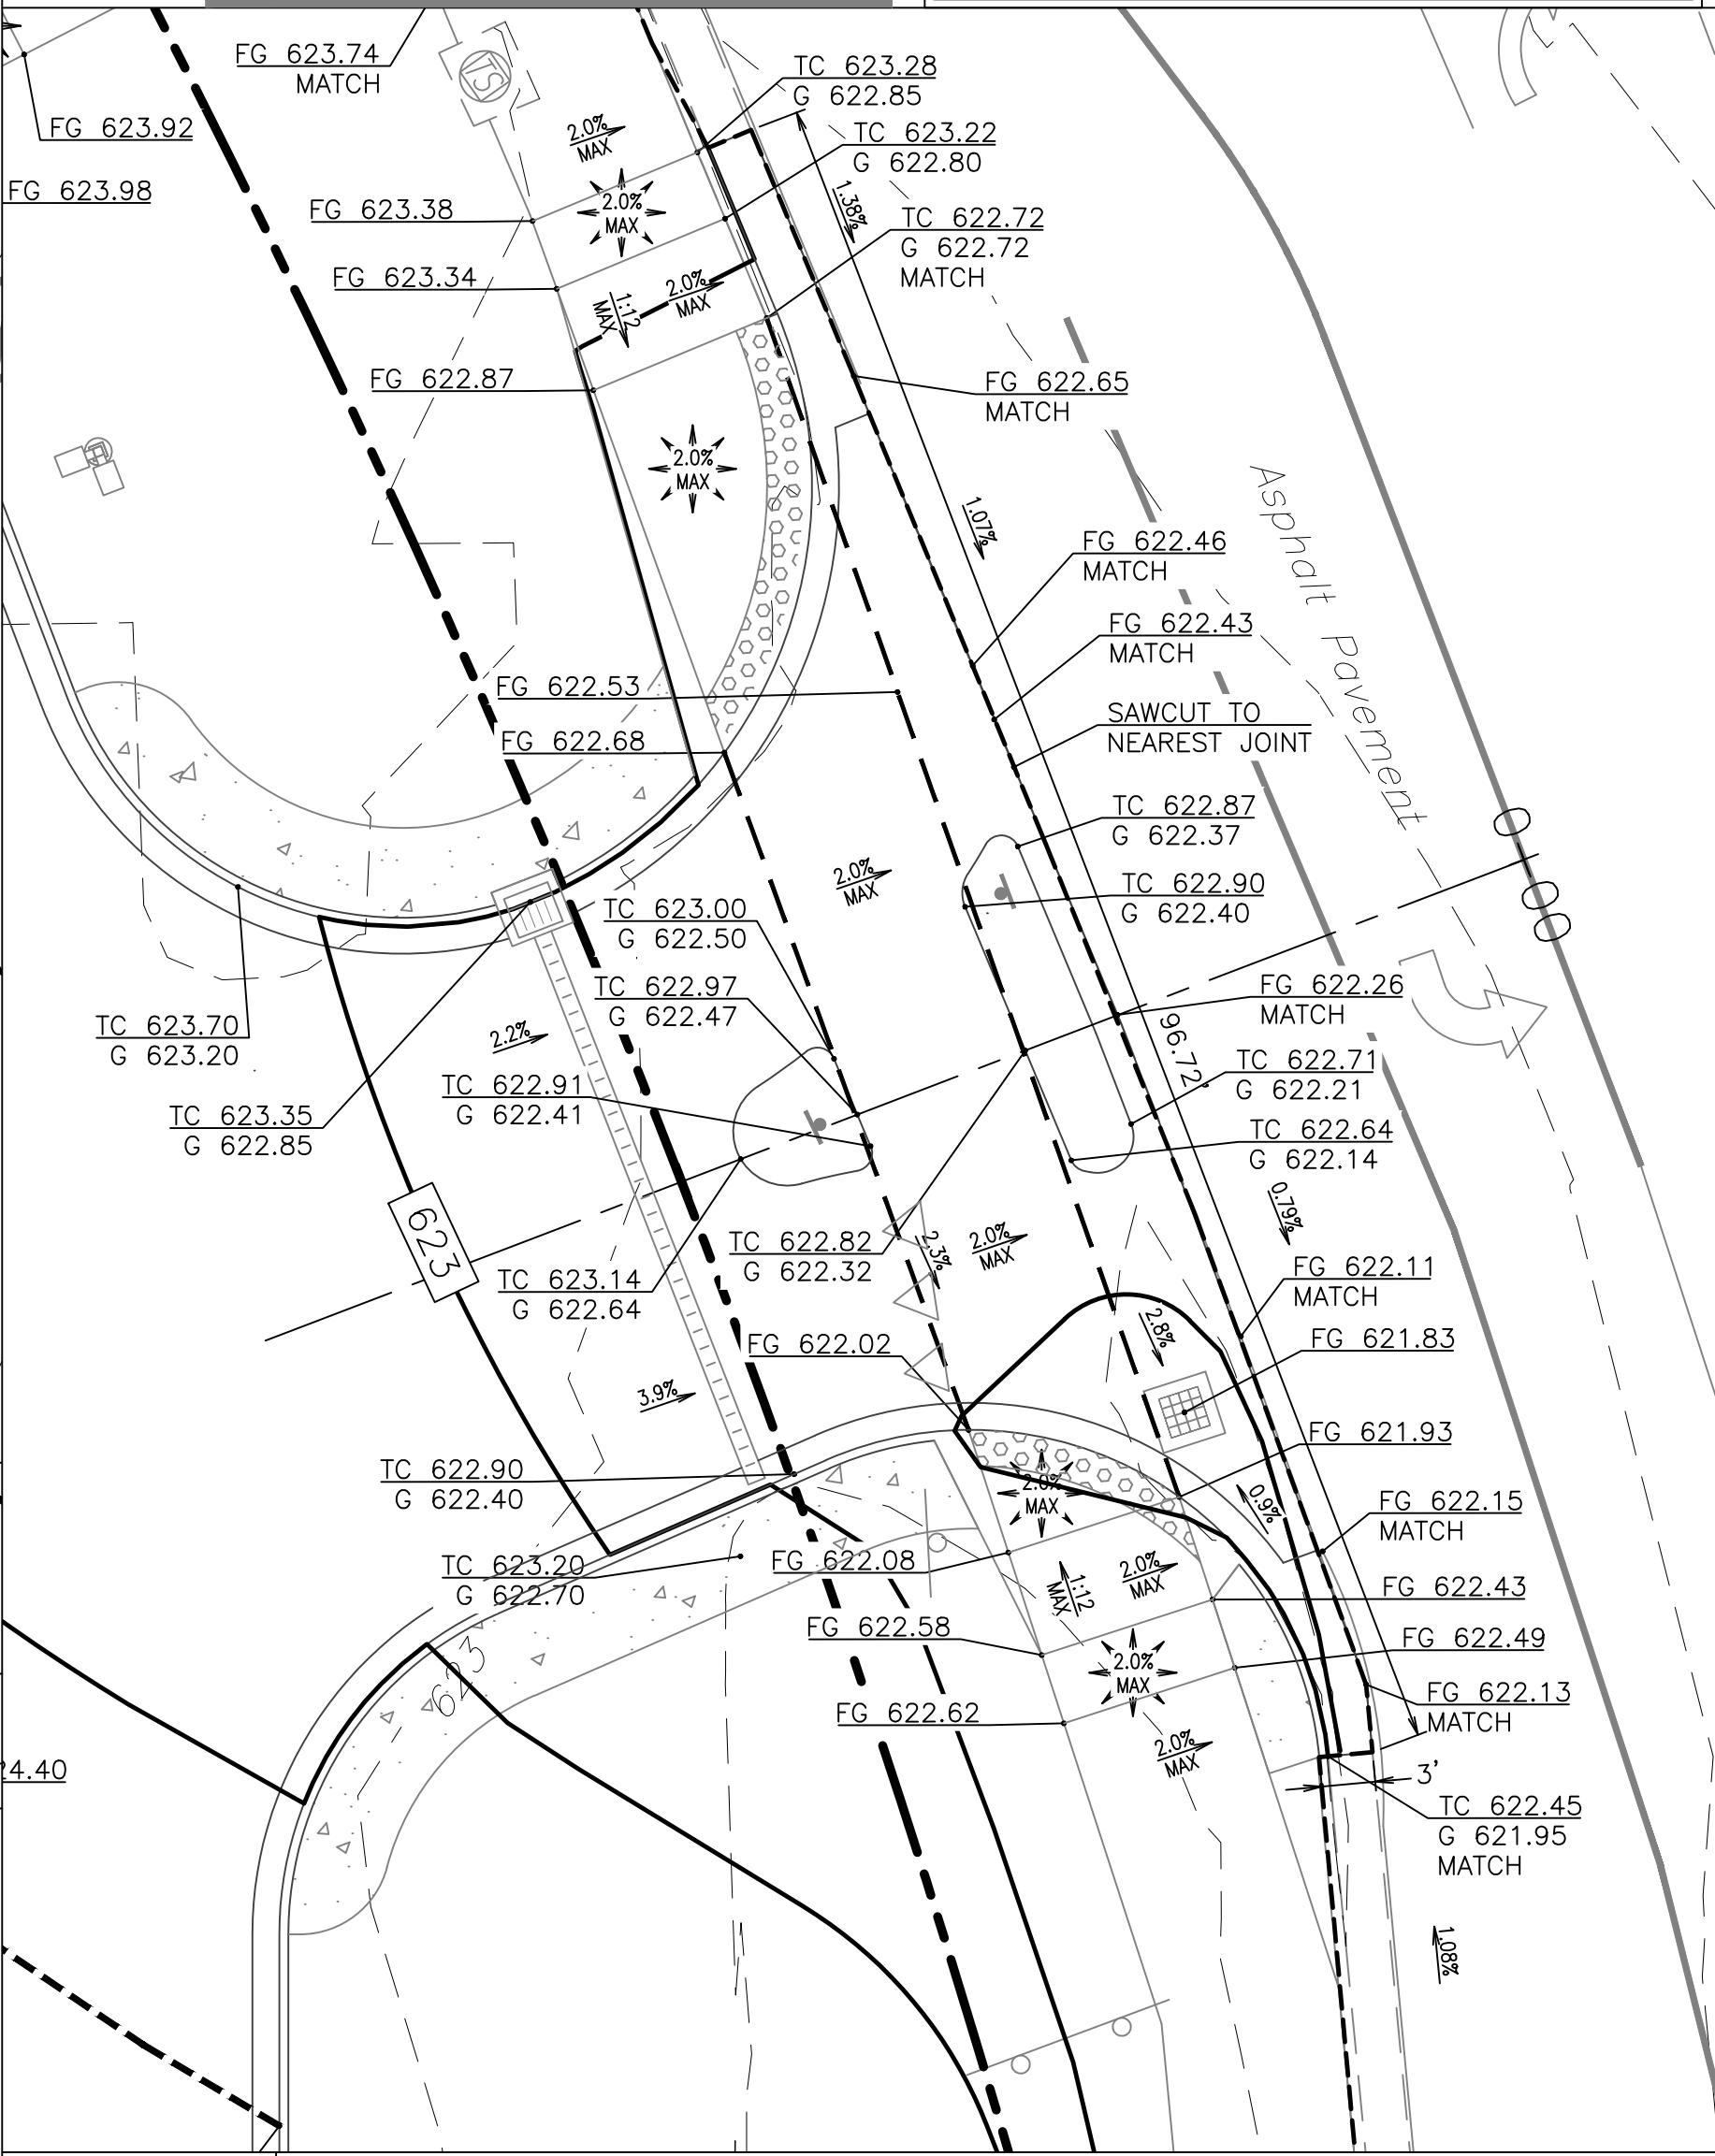 FG 623.74
MATCH
TS
TC 623.28
G 622.85
FG 623.92
2.0%
MAX
TC 623.22
G 622.80
FG 623.98
1.38%
FG 623.38
2.0%
MAX
TC 622.72
G 622.72
MATCH
FG 623.34
2.0%
MAX
1:12
MAX
FG 622.87
FG 622.65
MATCH
2.0%
MAX
1.07%
Asphalt Pavement
FG 622.46
MATCH
FG 622.43
MATCH
FG 622.53
SAWCUT TO
NEAREST JOINT
FG 622.68
TC 622.87
G 622.37
0+00
2.0%
MAX
TC 622.90
G 622.40
TC 623.00
G 622.50
TC 622.97
G 622.47
FG 622.26
MATCH
TC 623.70
G 623.20
2.2%
96.72'
TC 622.71
G 622.21
TC 622.91
G 622.41
TC 623.35
G 622.85
TC 622.64
G 622.14
0.79%
623
TC 622.82
G 622.32
2.3%
2.0%
MAX
TC 623.14
G 622.64
FG 622.11
MATCH
2.8%
FG 622.02
FG 621.83
3.9%
FG 621.93
TC 622.90
G 622.40
2.0%
MAX
0.9%
FG 622.15
MATCH
TC 623.20
G 622.70
FG 622.08
1:12
MAX
2.0%
MAX
FG 622.43
FG 622.58
FG 622.49
623
2.0%
MAX
FG 622.62
FG 622.13
MATCH
2.0%
MAX
24.40
3'
TC 622.45
G 621.95
MATCH
1.08%